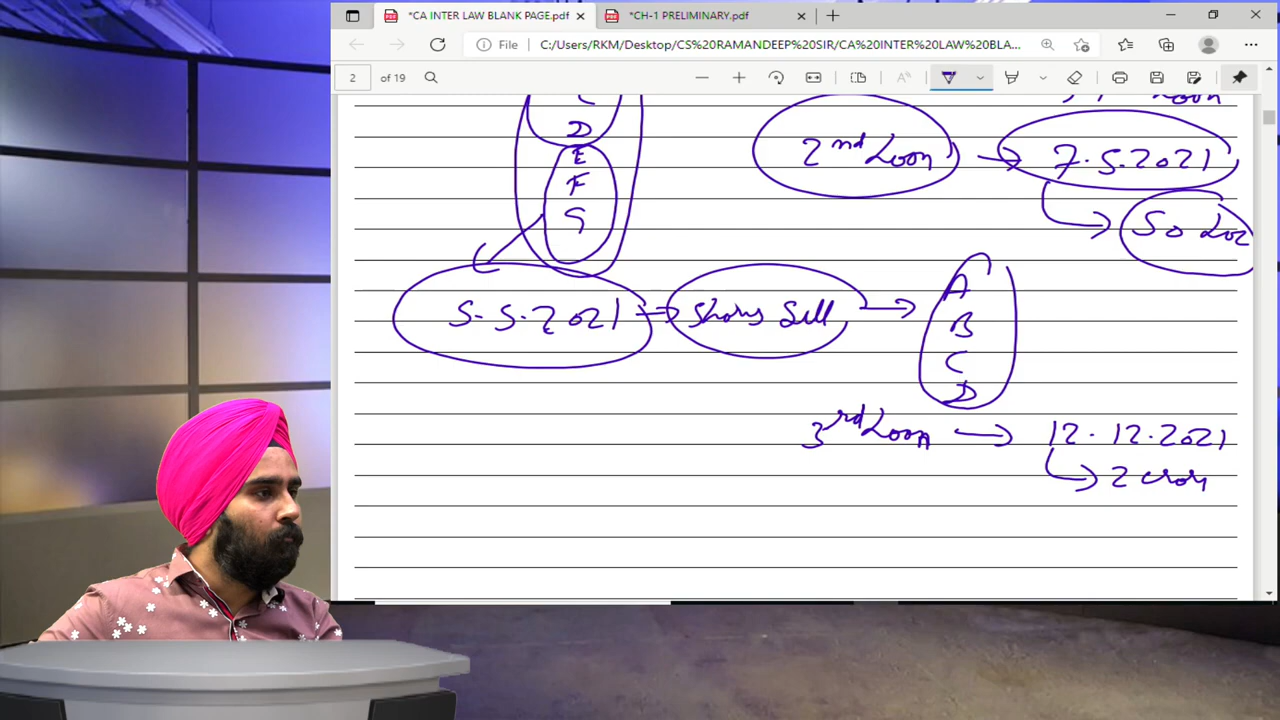 *CA INTER LAW BLANK PAGE.pdf
*CH-1 PRELIMINARY.pdf
File
C:/Users/RKM/Desktop/CS%20RAMANDEEP%20SIR/CA%20INTER%20LAW%20BLA...
2 of 19
D
E
F
G
2nd Loan → 7.5.2021
50 Lac
5.5.2021 → Shares Sell →
A
B
C
D
3rd Loan → 12.12.2021
2 crore